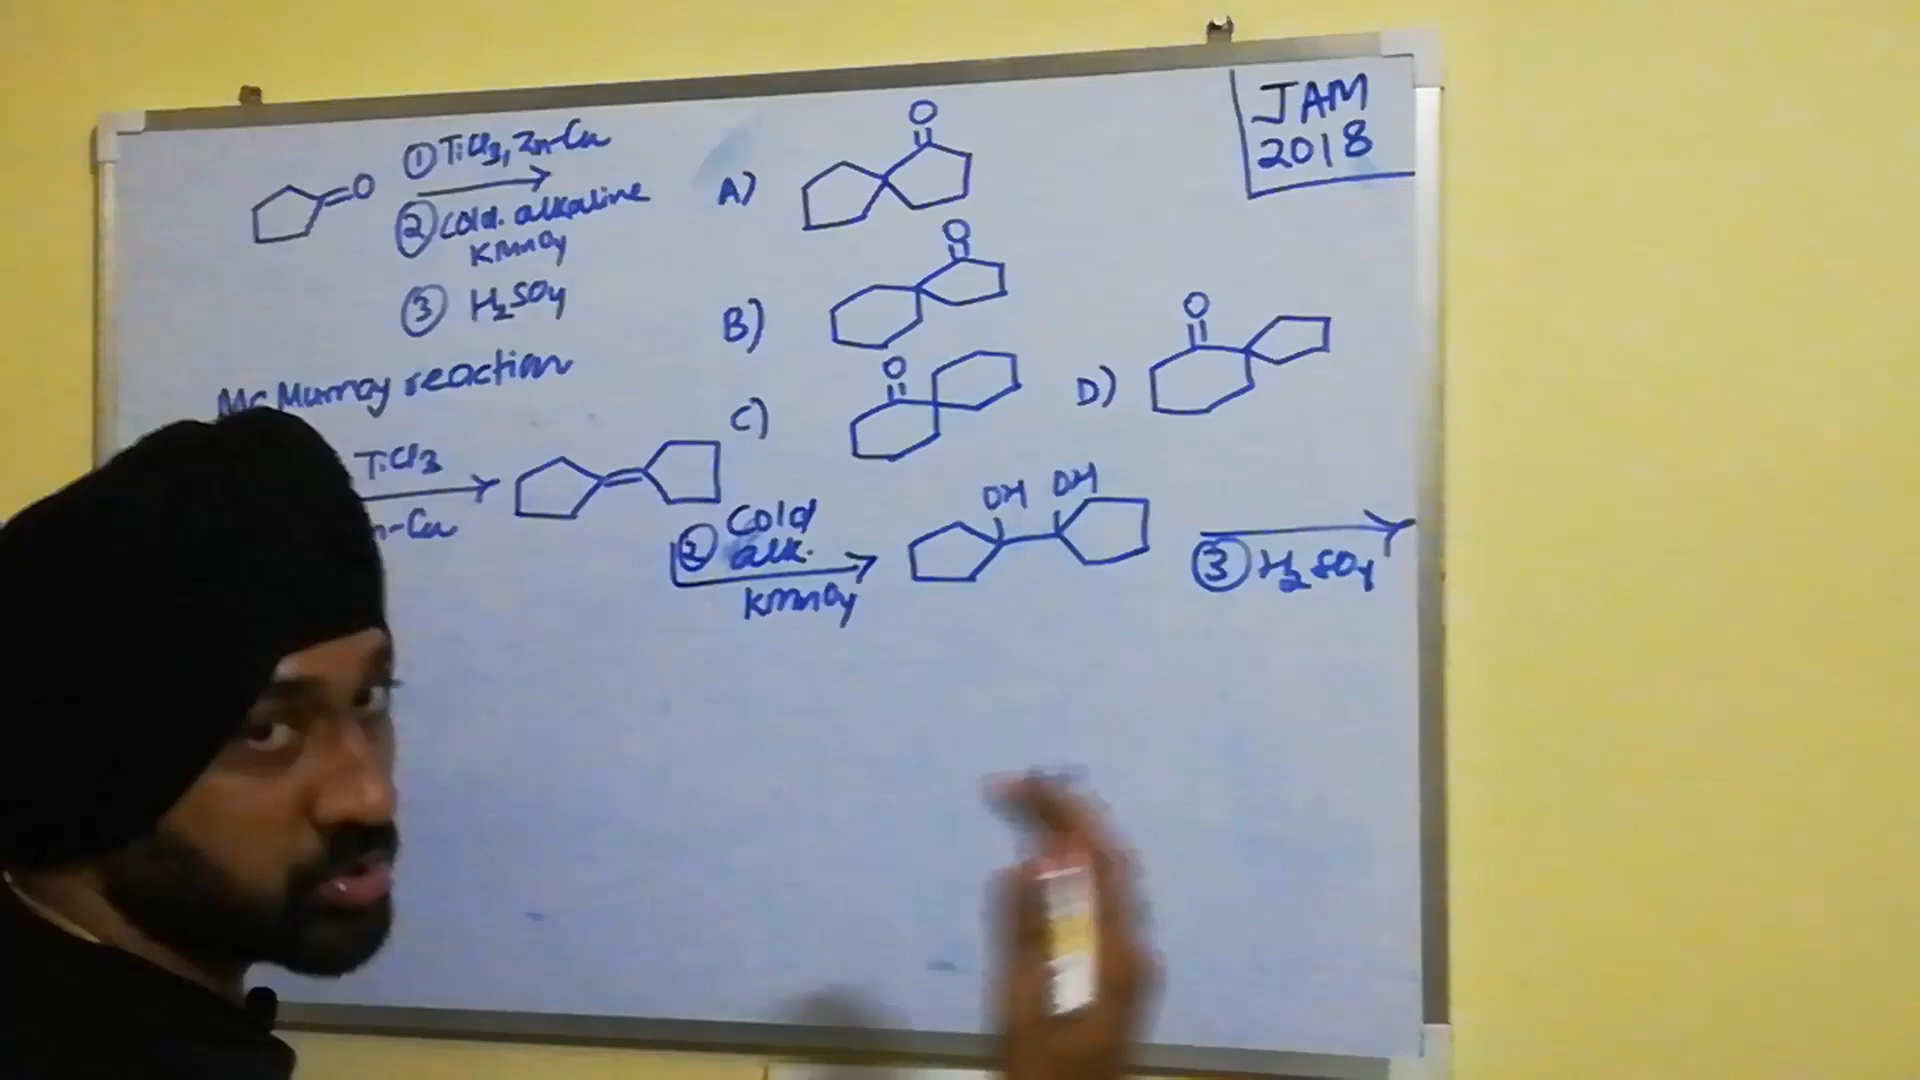 JAM
2018
① TiCl3, Zn-Cu
② Cold. alkaline
KMnO4
③ H2SO4
O
A)
O
B)
O
C)
O
D)
O
Mc Murray reaction
TiCl3
n-Cu
② Cold
alk.
KMnO4
OH OH
③ H2SO4